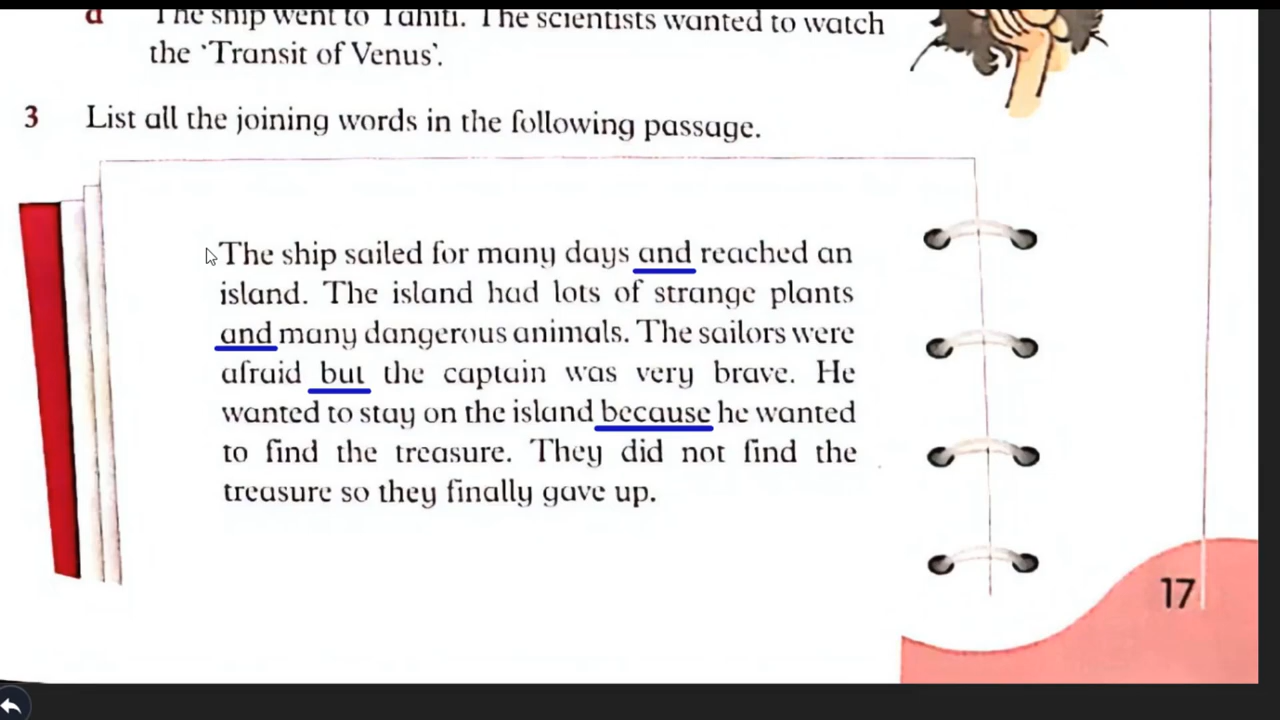 d The ship went to Tahiti. The scientists wanted to watch
the ‘Transit of Venus’.
3 List all the joining words in the following passage.
The ship sailed for many days and reached an
island. The island had lots of strange plants
and many dangerous animals. The sailors were
afraid but the captain was very brave. He
wanted to stay on the island because he wanted
to find the treasure. They did not find the
treasure so they finally gave up.
17